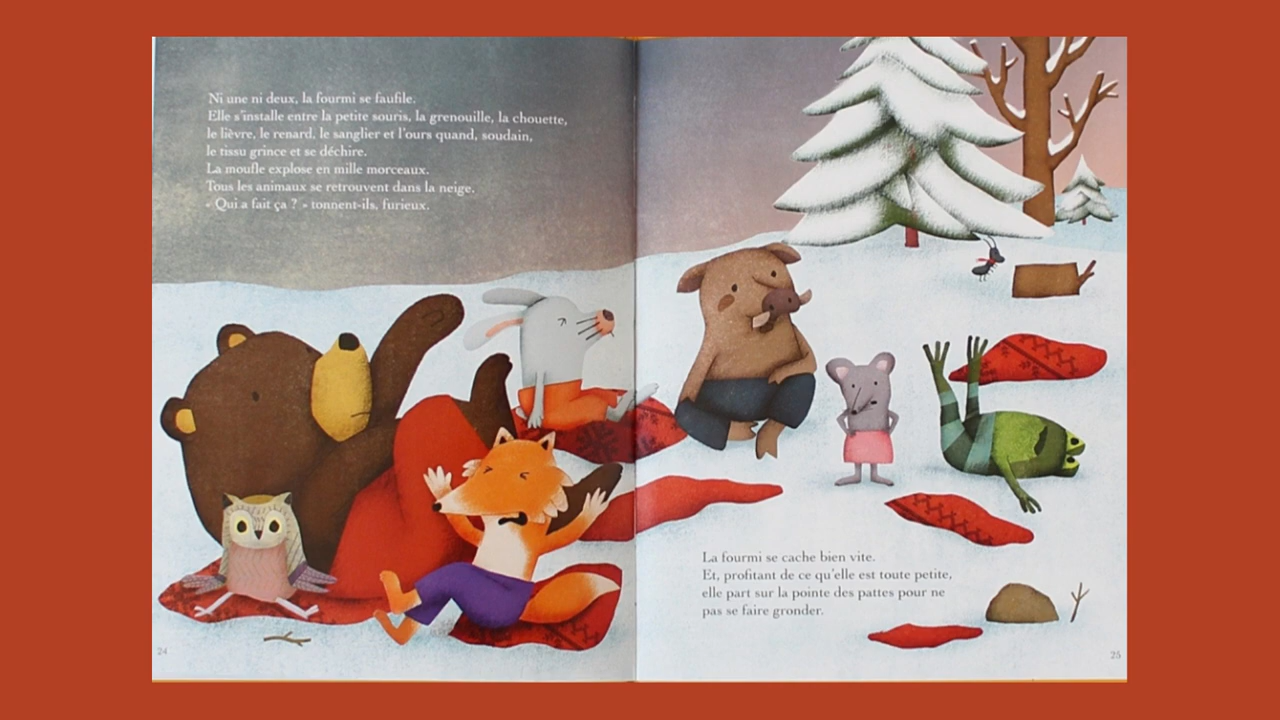 Ni une ni deux, la fourmi se faufile.
Elle s'installe entre la petite souris, la grenouille, la chouette,
le lièvre, le renard, le sanglier et l'ours quand, soudain,
le tissu grince et se déchire.
La moufle explose en mille morceaux.
Tous les animaux se retrouvent dans la neige.
« Qui a fait ça ? » tonnent-ils, furieux.
La fourmi se cache bien vite.
Et, profitant de ce qu'elle est toute petite,
elle part sur la pointe des pattes pour ne
pas se faire gronder.
24
25